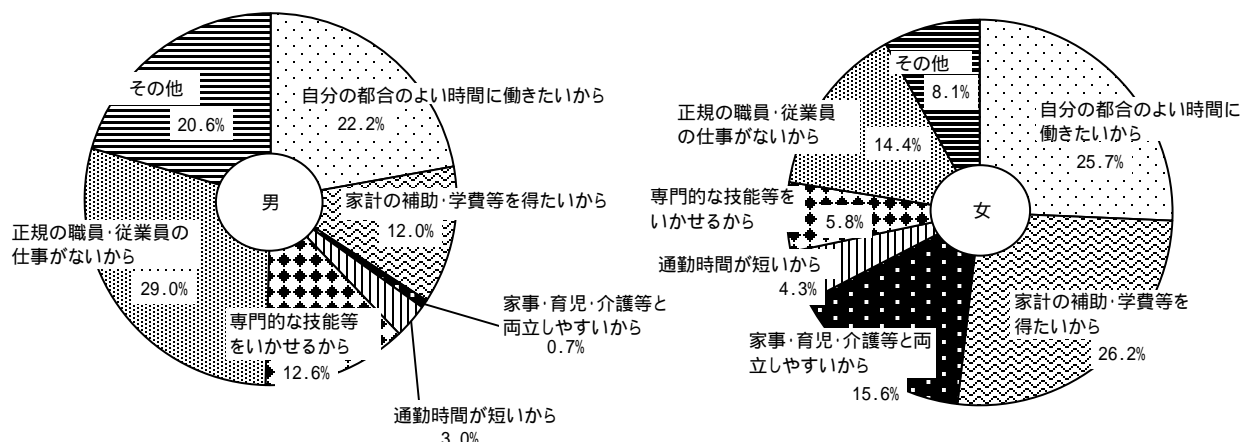 その他
20.6%
自分の都合のよい時間に働きたいから
22.2%
男
家計の補助･学費等を得たいから
12.0%
正規の職員･従業員の
仕事がないから
29.0%
専門的な技能等
をいかせるから
12.6%
家事･育児･介護等と
両立しやすいから
0.7%
通勤時間が短いから
3.0%
その他
8.1%
自分の都合のよい時間に
働きたいから
25.7%
正規の職員･従業員
の仕事がないから
14.4%
専門的な技能等を
いかせるから
5.8%
女
通勤時間が短いから
4.3%
家計の補助･学費等を
得たいから
26.2%
家事･育児･介護等と両
立しやすいから
15.6%